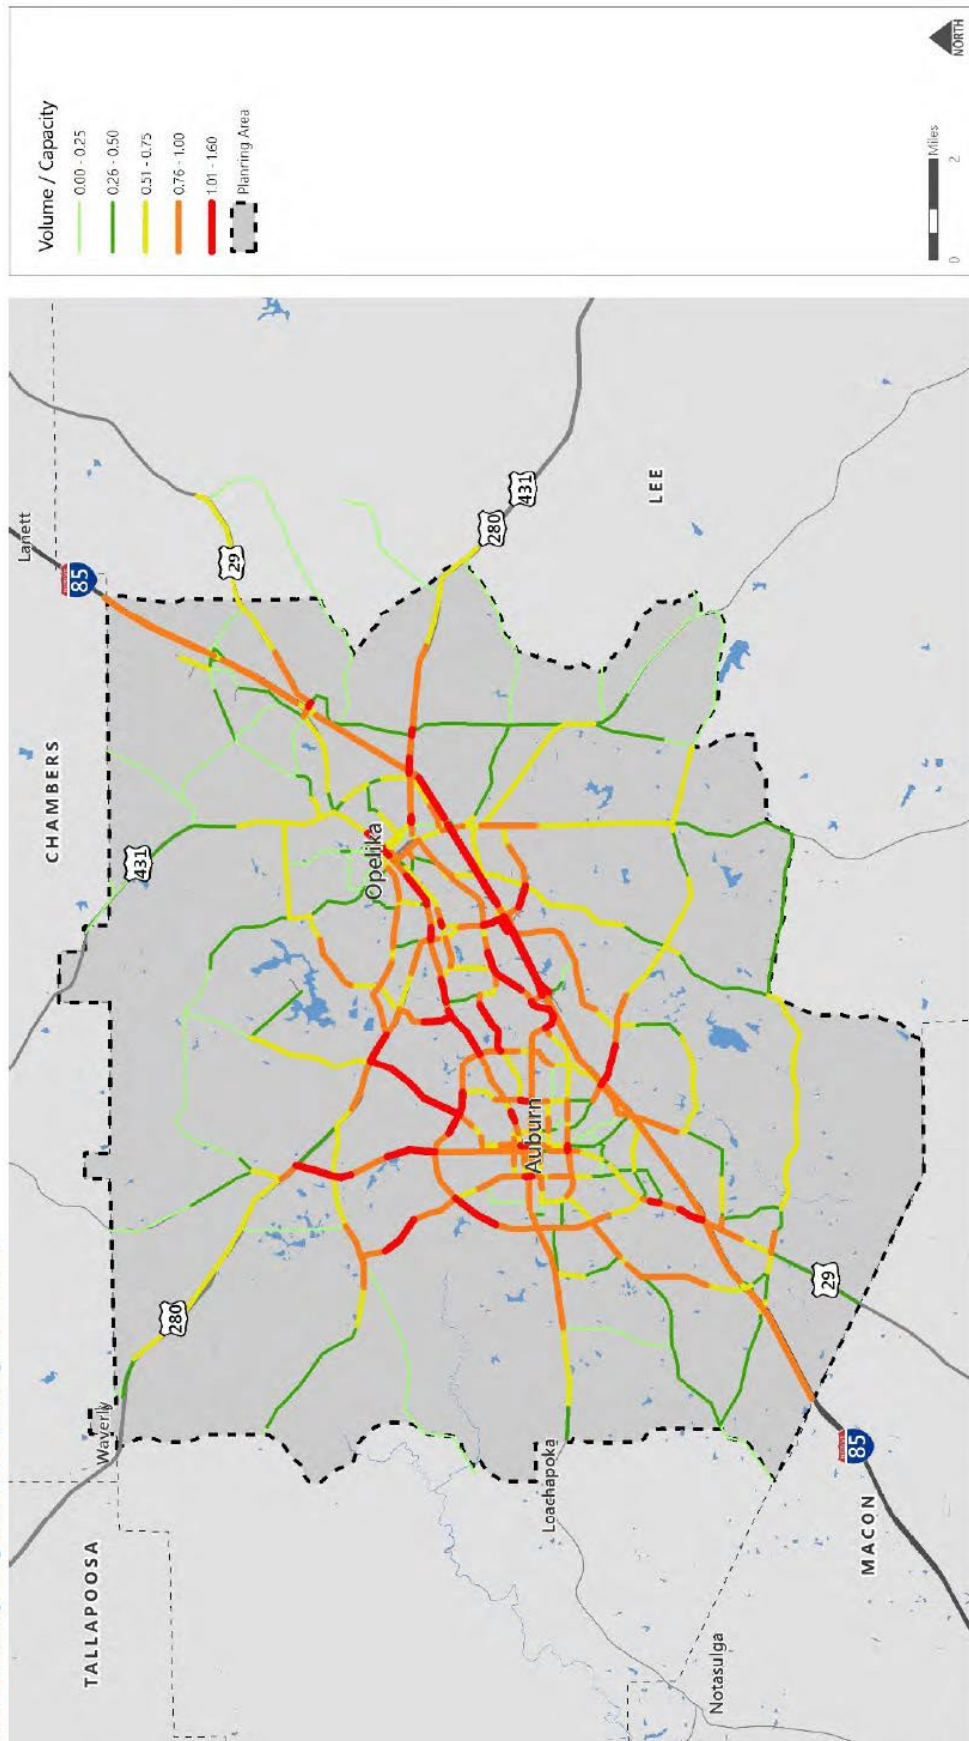 Volume / Capacity
0.00 - 0.25
0.26 - 0.50
0.51 - 0.75
0.76 - 1.00
1.01 - 1.60
Planring Area
NORTH
Miles
0 2
TALLAPOOSA
CHAMBERS
Waverly
280
431
85
Lanett
29
Opelika
Auburn
280
431
LEE
Loachapoka
Notasulga
MACON
85
29